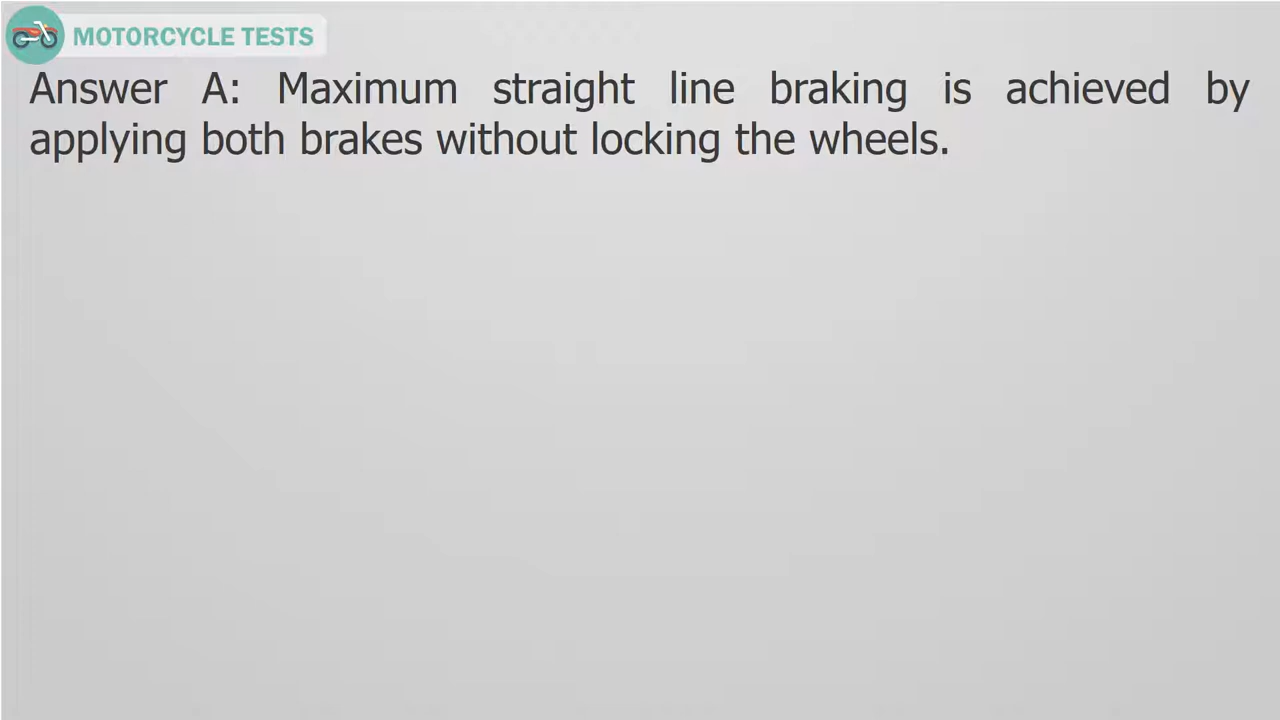 MOTORCYCLE TESTS
Answer A: Maximum straight line braking is achieved by
applying both brakes without locking the wheels.